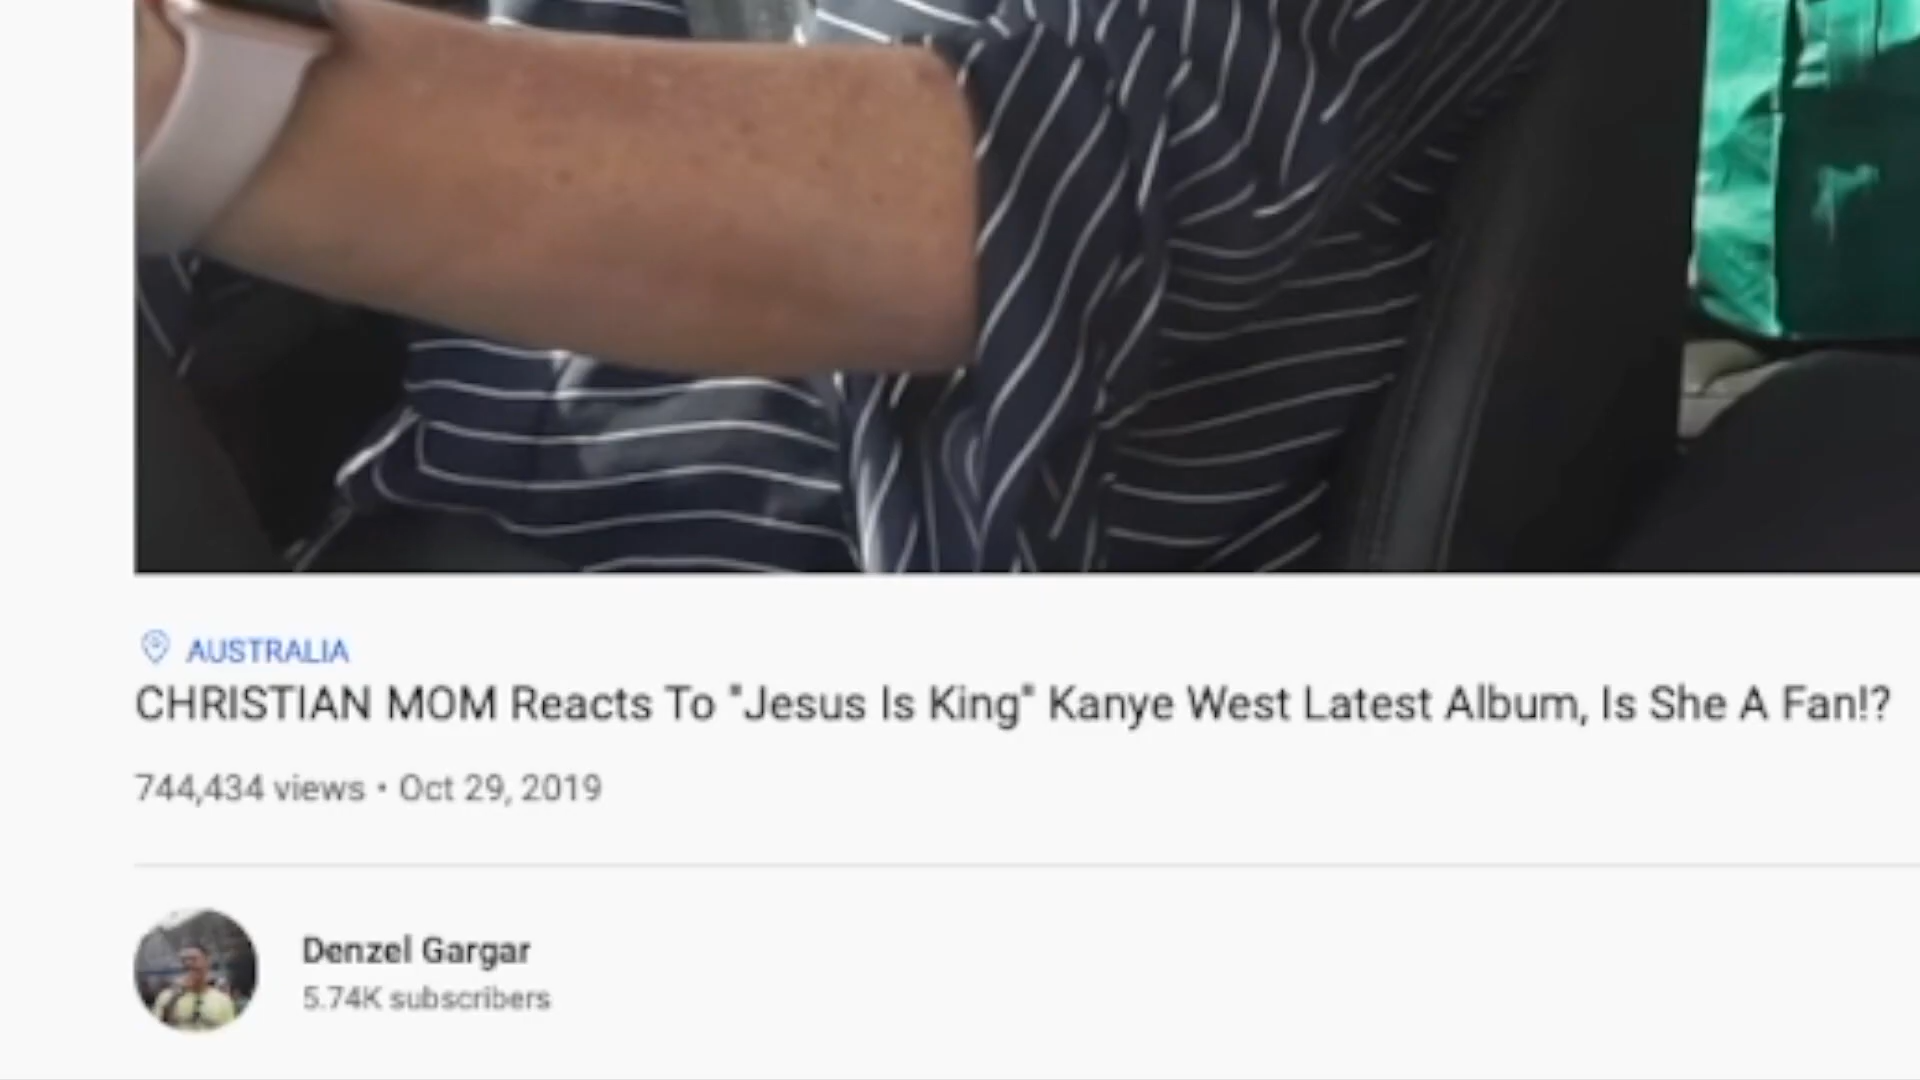 AUSTRALIA
CHRISTIAN MOM Reacts To "Jesus Is King" Kanye West Latest Album, Is She A Fan!?
744,434 views • Oct 29, 2019
Denzel Gargar
5.74K subscribers